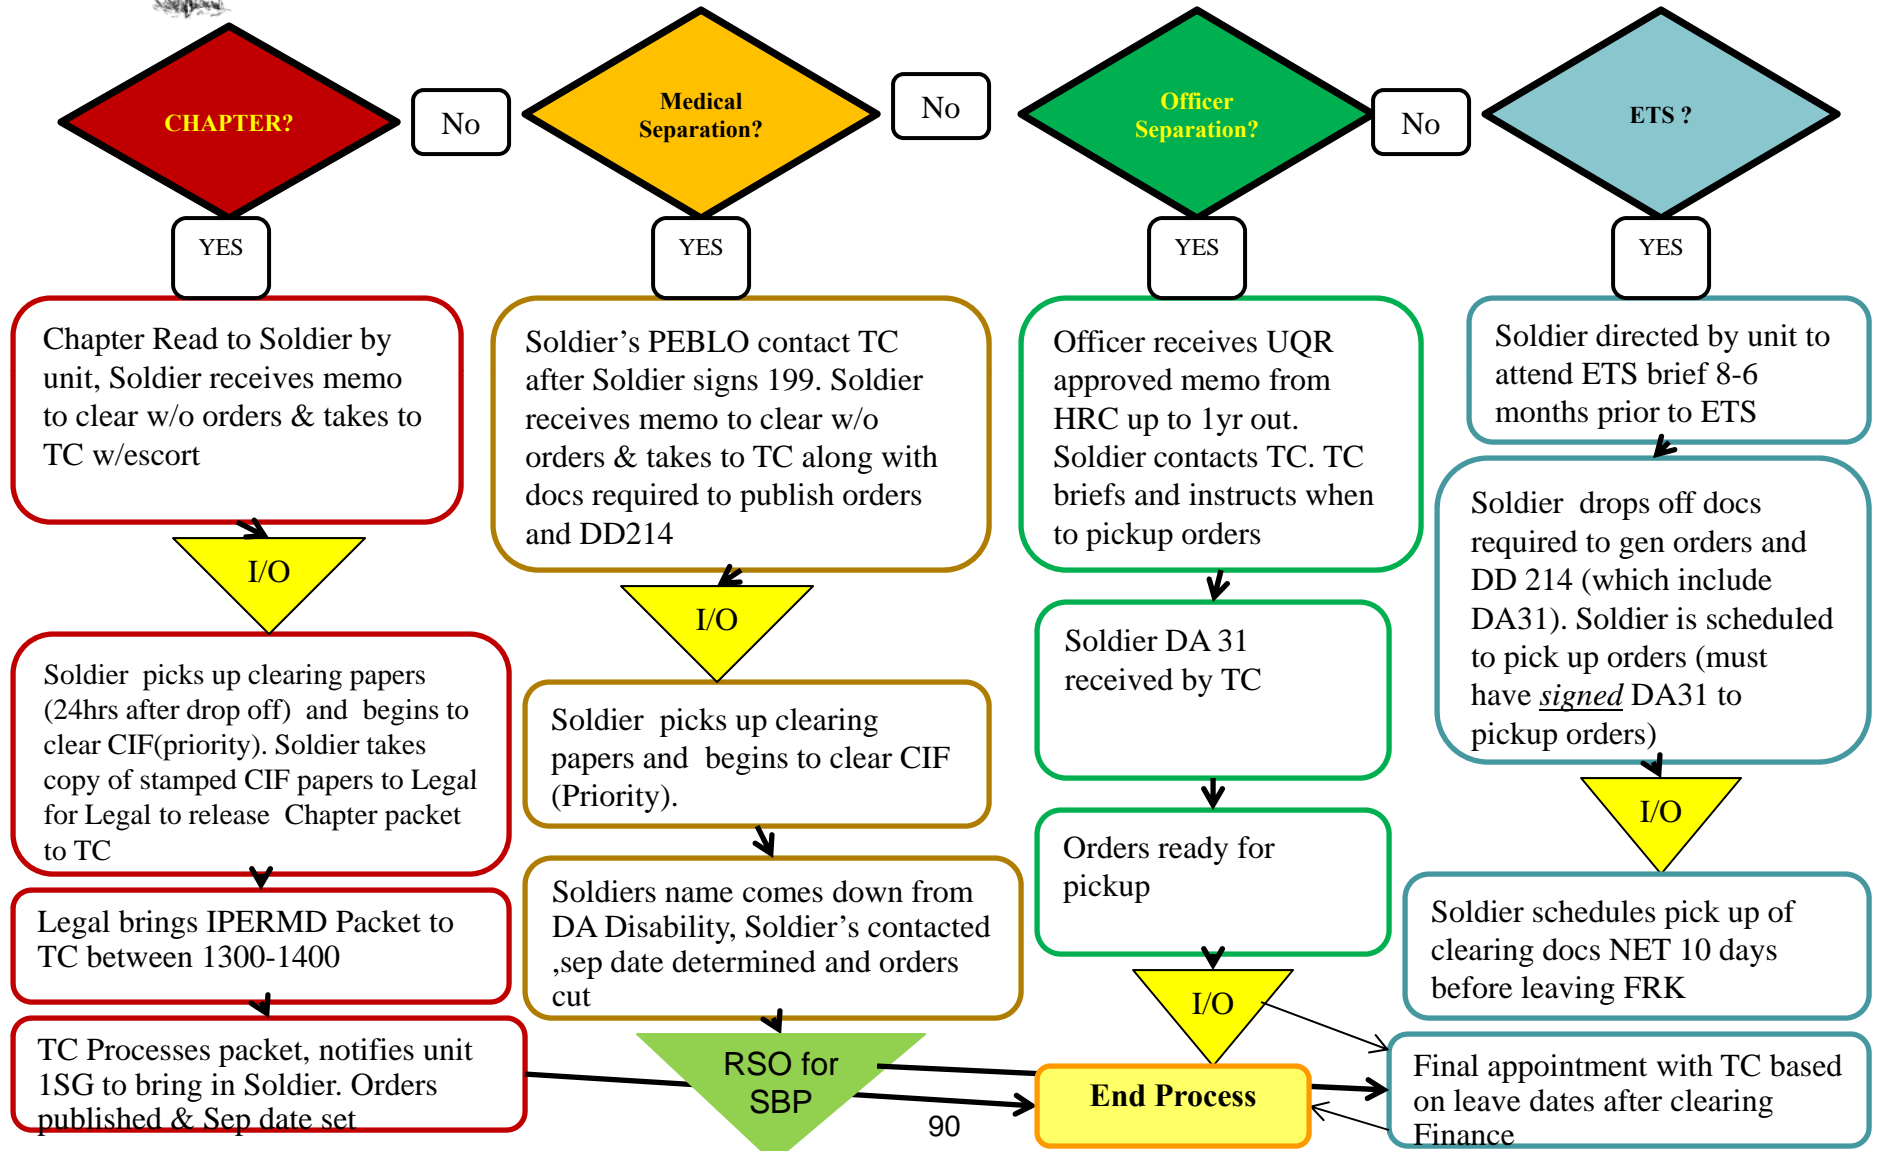 CHAPTER?
No
Medical
Separation?
No
Officer
Separation?
No
ETS ?
YES
YES
YES
YES
Chapter Read to Soldier by
unit, Soldier receives memo
to clear w/o orders & takes to
TC w/escort
I/O
Soldier picks up clearing papers
(24hrs after drop off) and begins to
clear CIF(priority). Soldier takes
copy of stamped CIF papers to Legal
for Legal to release Chapter packet
to TC
Legal brings IPERMD Packet to
TC between 1300-1400
TC Processes packet, notifies unit
1SG to bring in Soldier. Orders
published & Sep date set
Soldier’s PEBLO contact TC
after Soldier signs 199. Soldier
receives memo to clear w/o
orders & takes to TC along with
docs required to publish orders
and DD214
I/O
Soldier picks up clearing
papers and begins to clear CIF
(Priority).
Soldiers name comes down from
DA Disability, Soldier’s contacted
,sep date determined and orders
cut
RSO for
SBP
Officer receives UQR
approved memo from
HRC up to 1yr out.
Soldier contacts TC. TC
briefs and instructs when
to pickup orders
Soldier DA 31
received by TC
Orders ready for
pickup
I/O
End Process
Soldier directed by unit to
attend ETS brief 8-6
months prior to ETS
Soldier drops off docs
required to gen orders and
DD 214 (which include
DA31). Soldier is scheduled
to pick up orders (must
have signed DA31 to
pickup orders)
I/O
Soldier schedules pick up of
clearing docs NET 10 days
before leaving FRK
Final appointment with TC based
on leave dates after clearing
Finance
90